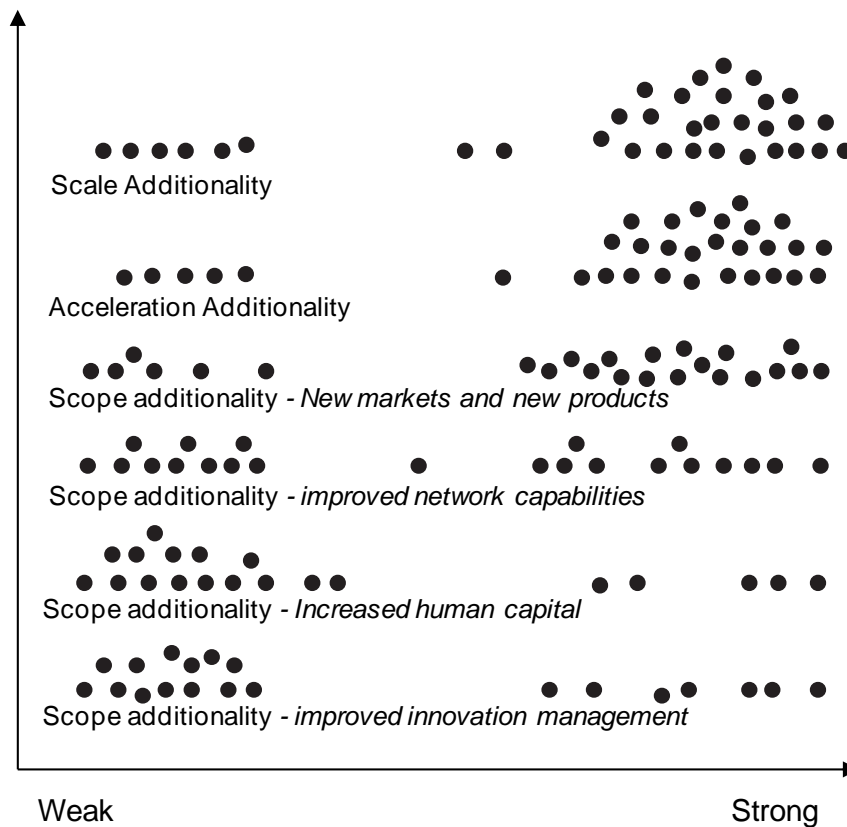 Scale Additionality
Acceleration Additionality
Scope additionality - New markets and new products
Scope additionality - improved network capabilities
Scope additionality - Increased human capital
Scope additionality - improved innovation management
Weak Strong